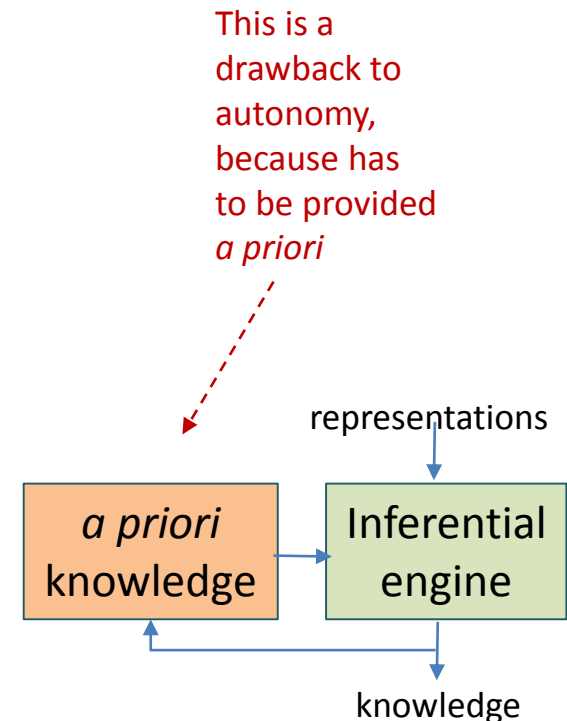 This is a
drawback to
autonomy,
because has
to be provided
a priori
representations
a priori
knowledge
Inferential
engine
knowledge